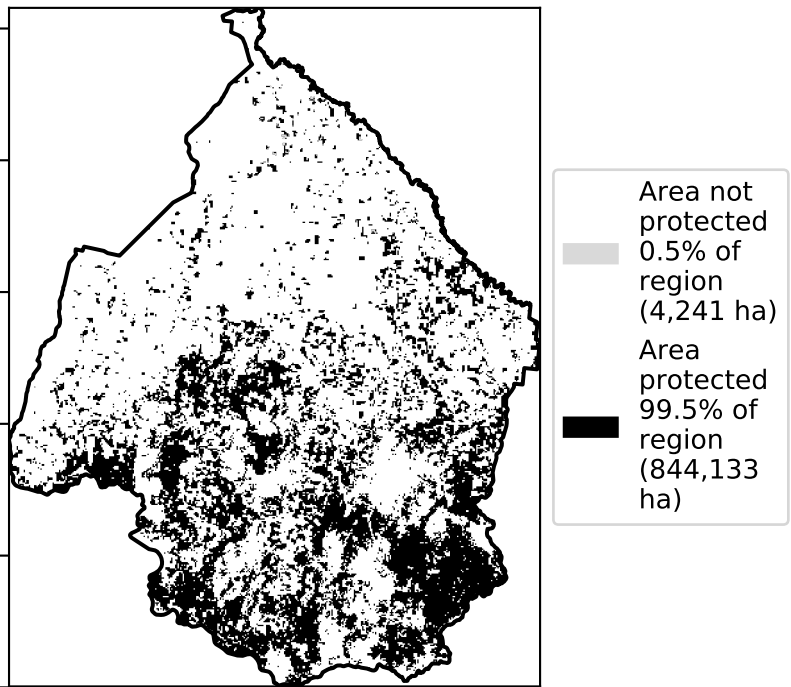 Area not
protected
0.5% of
region
(4,241 ha)
Area
protected
99.5% of
region
(844,133
ha)